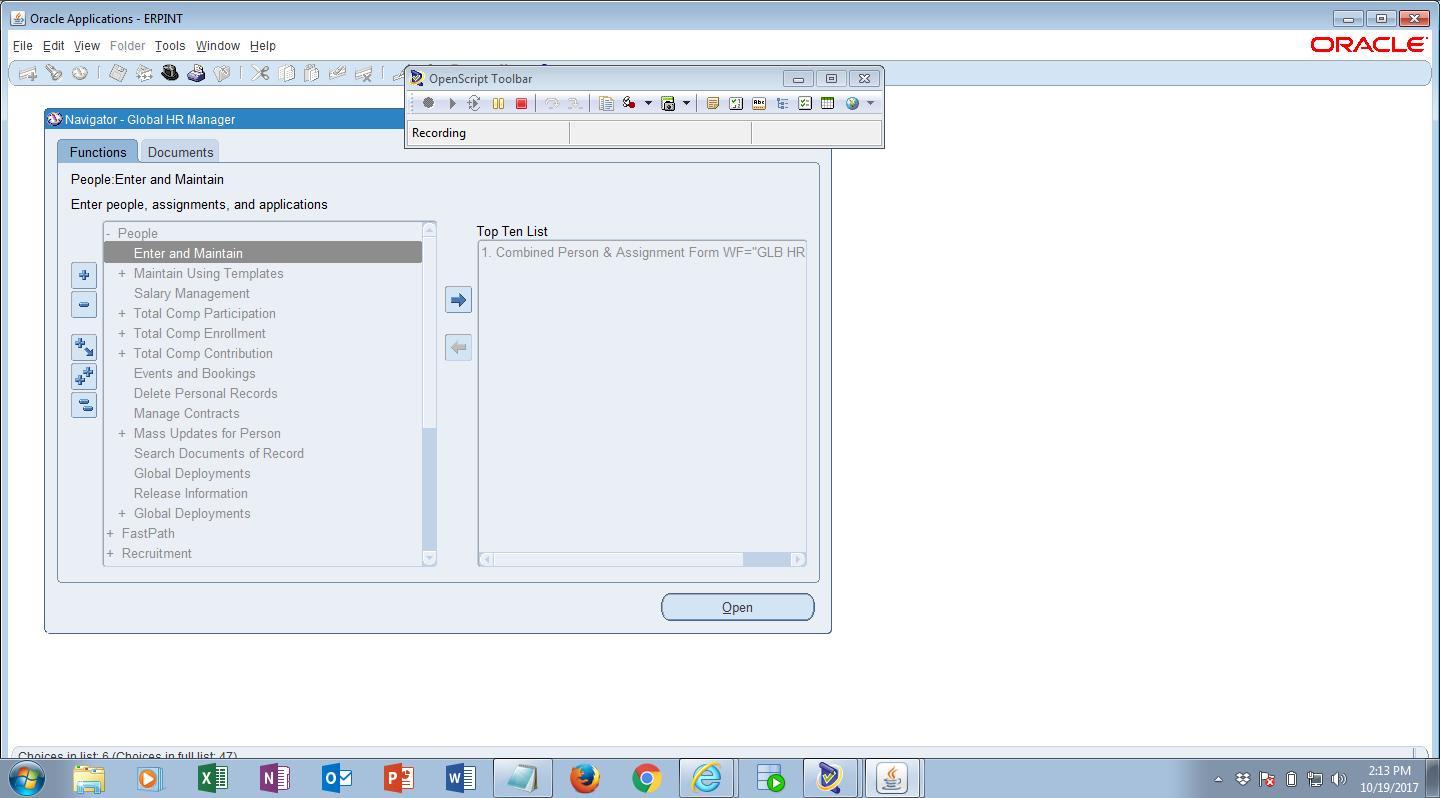 Oracle Applications - ERPINT
File Edit View Folder Tools Window Help
ORACLE
OpenScript Toolbar
Recording
Navigator - Global HR Manager
Functions Documents
People:Enter and Maintain
Enter people, assignments, and applications
- People
Enter and Maintain
+ Maintain Using Templates
Salary Management
+ Total Comp Participation
+ Total Comp Enrollment
+ Total Comp Contribution
Events and Bookings
Delete Personal Records
Manage Contracts
+ Mass Updates for Person
Search Documents of Record
Global Deployments
Release Information
+ Global Deployments
+ FastPath
+ Recruitment
Top Ten List
1. Combined Person & Assignment Form WF="GLB HR
Open
Choices in list: 6 (Choices in full list: 47)
2:13 PM
10/19/2017